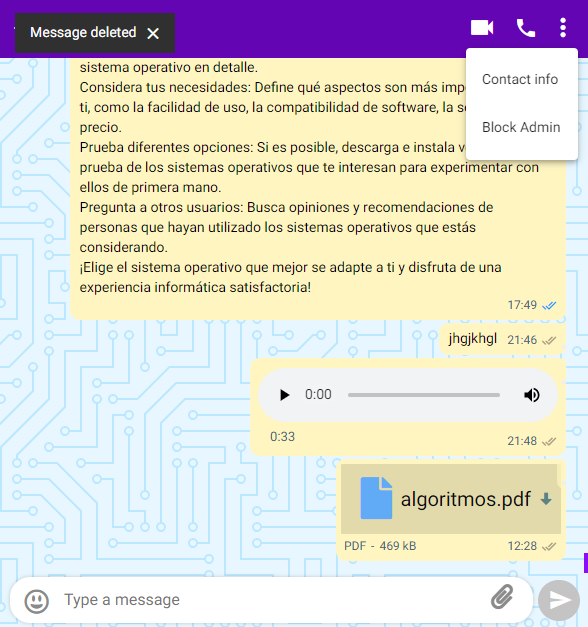 Message deleted ✕
Contact info
Block Admin
sistema operativo en detalle.
Considera tus necesidades: Define qué aspectos son más imp
ti, como la facilidad de uso, la compatibilidad de software, la se
precio.
Prueba diferentes opciones: Si es posible, descarga e instala v
prueba de los sistemas operativos que te interesan para experimentar con
ellos de primera mano.
Pregunta a otros usuarios: Busca opiniones y recomendaciones de
personas que hayan utilizado los sistemas operativos que estás
considerando.
¡Elige el sistema operativo que mejor se adapte a ti y disfruta de una
experiencia informática satisfactoria!
17:49
jhgjkhgl 21:46
0:00
0:33
21:48
algoritmos.pdf
PDF - 469 kB 12:28
Type a message